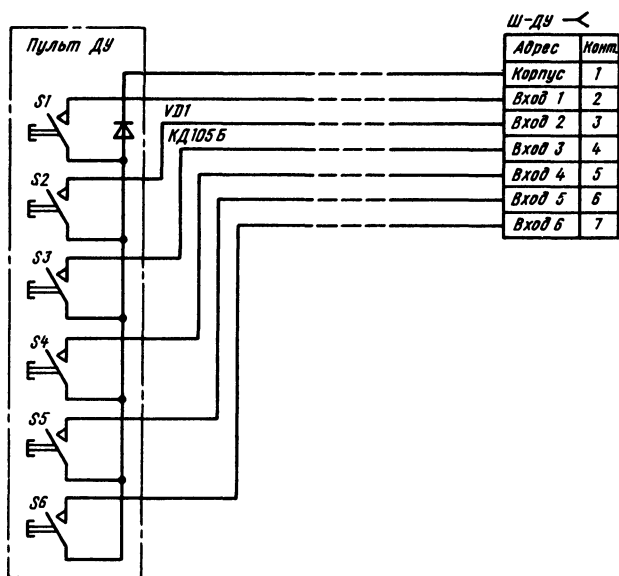 Ш-ДУ
Пульт ДУ
Адрес Конт.
Корпус 1
S1
Вход 1 2
VD1
Вход 2 3
КД105Б
Вход 3 4
S2
Вход 4 5
Вход 5 6
Вход 6 7
S3
S4
S5
S6